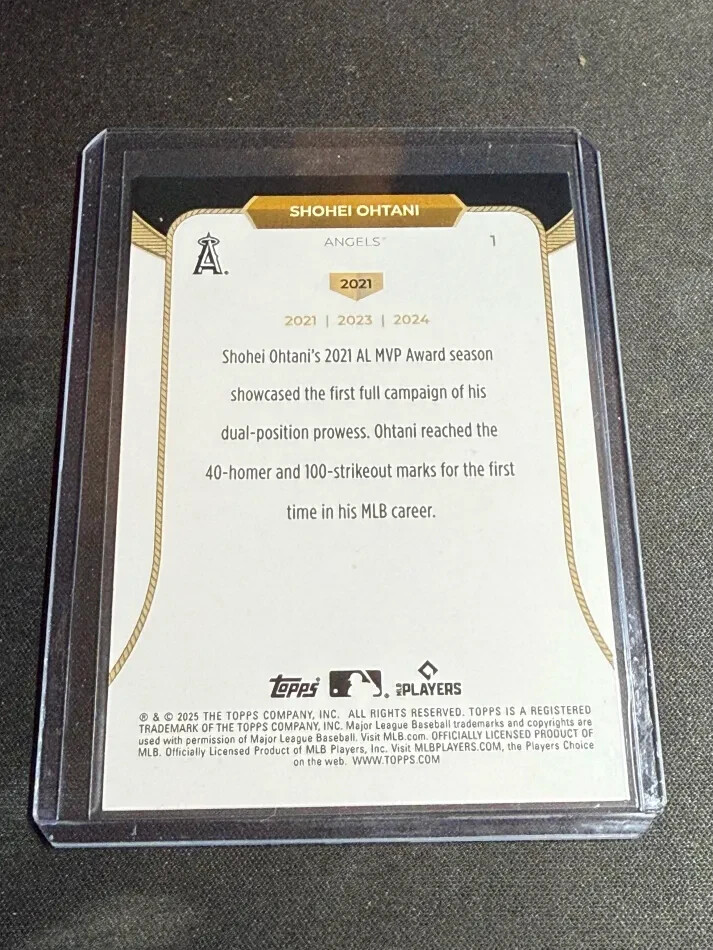 SHOHEI OHTANI
ANGELS®
1
A.
2021
2021 | 2023 | 2024
Shohei Ohtani's 2021 AL MVP Award season
showcased the first full campaign of his
dual-position prowess. Ohtani reached the
40-homer and 100-strikeout marks for the first
time in his MLB career.
topps® MLB PLAYERS
® & © 2025 THE TOPPS COMPANY, INC. ALL RIGHTS RESERVED. TOPPS IS A REGISTERED
TRADEMARK OF THE TOPPS COMPANY, INC. Major League Baseball trademarks and copyrights are
used with permission of Major League Baseball. Visit MLB.com. OFFICIALLY LICENSED PRODUCT OF
MLB. Officially Licensed Product of MLB Players, Inc. Visit MLBPLAYERS.COM, the Players Choice
on the web. WWW.TOPPS.COM